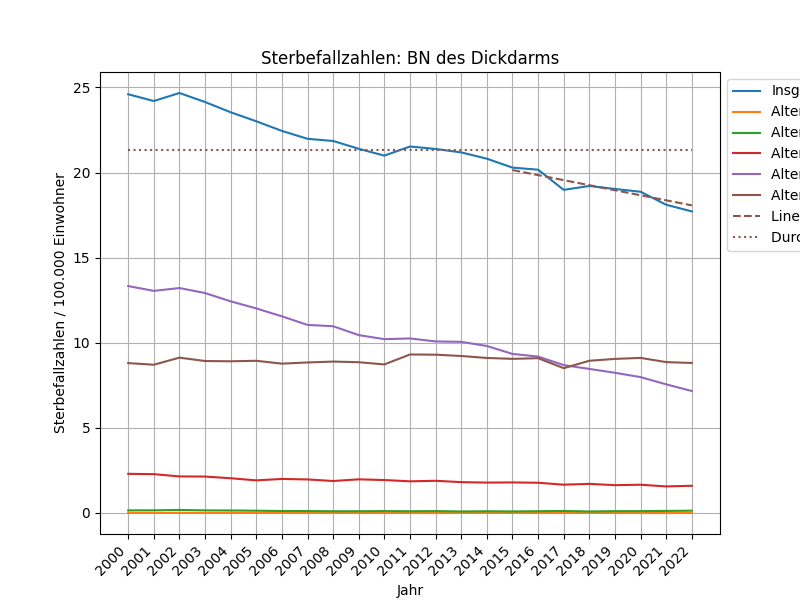 Sterbefallzahlen: BN des Dickdarms
Sterbefallzahlen / 100.000 Einwohner
25
20
15
10
5
0
Insg
Alter
Alter
Alter
Alter
Alter
Line
Durc
2000
2001
2002
2003
2004
2005
2006
2007
2008
2009
2010
2011
2012
2013
2014
2015
2016
2017
2018
2019
2020
2021
2022
Jahr